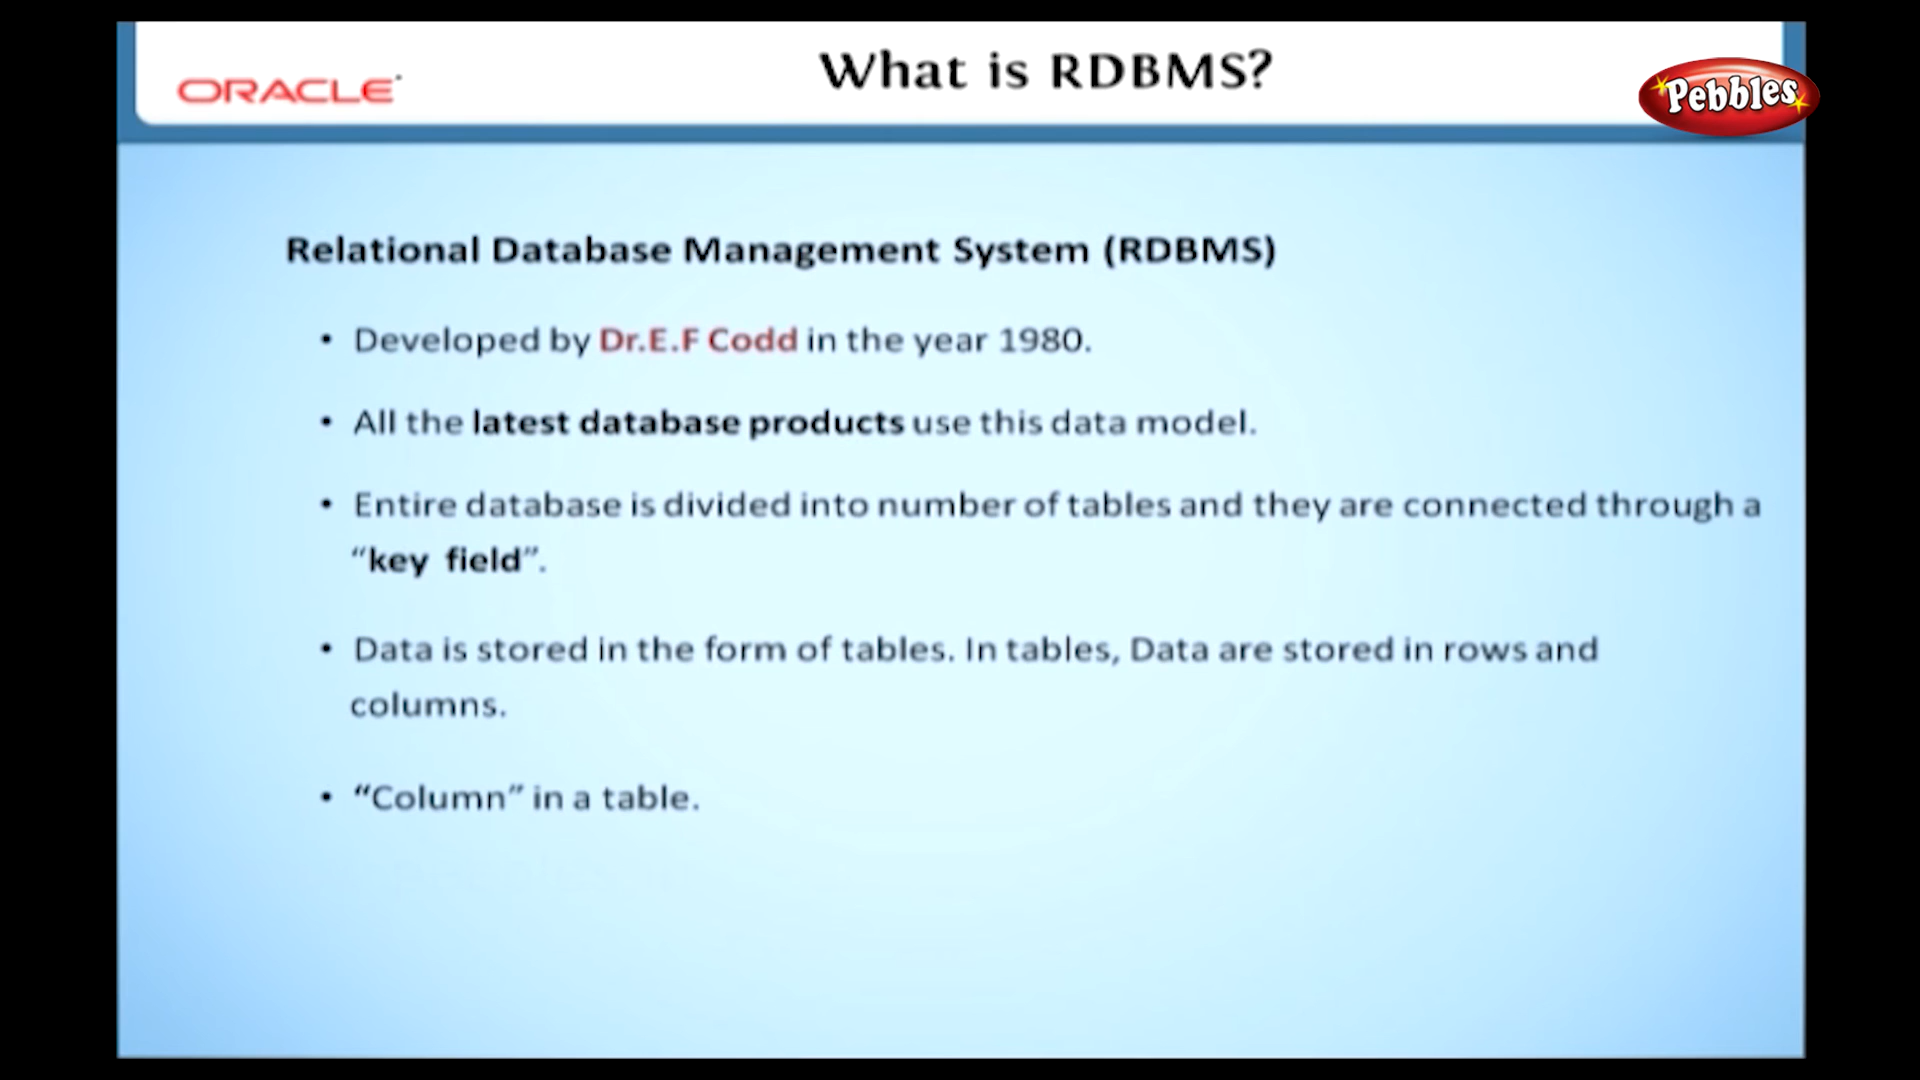 What is RDBMS?
ORACLE
Pebbles
Relational Database Management System (RDBMS)
• Developed by Dr.E.F Codd in the year 1980.
• All the latest database products use this data model.
• Entire database is divided into number of tables and they are connected through a
“key field”.
• Data is stored in the form of tables. In tables, Data are stored in rows and
columns.
• “Column” in a table.